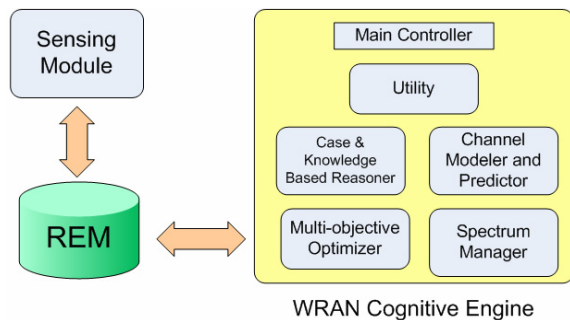 Sensing
Module
REM
Main Controller
Utility
Case &
Knowledge
Based Reasoner
Channel
Modeler and
Predictor
Multi-objective
Optimizer
Spectrum
Manager
WRAN Cognitive Engine